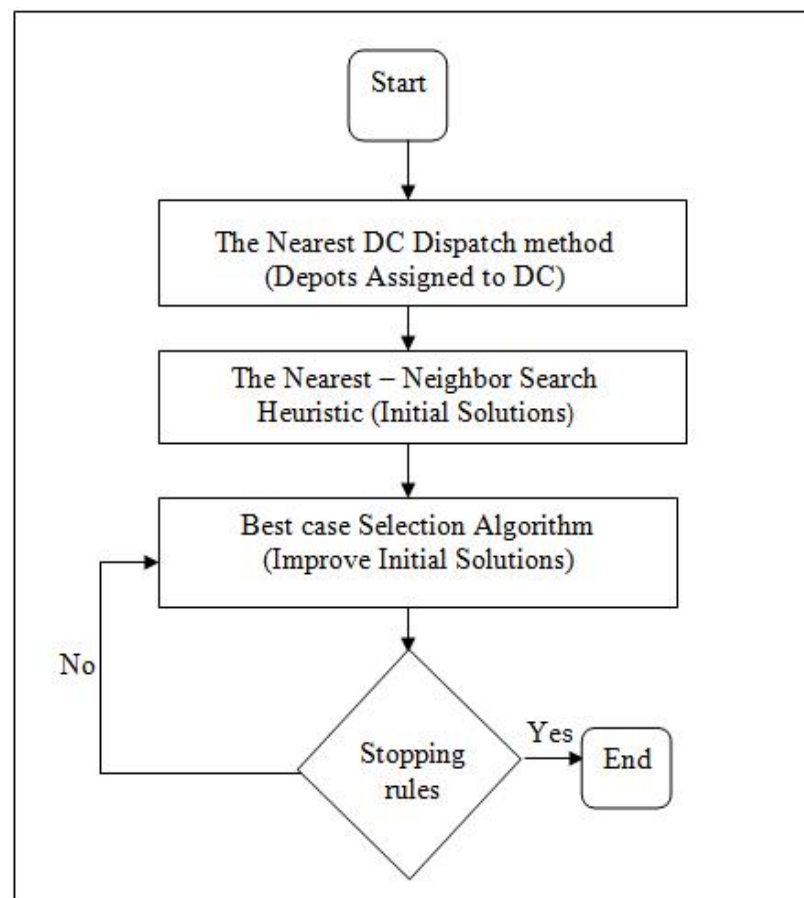 Start
The Nearest DC Dispatch method
(Depots Assigned to DC)
The Nearest – Neighbor Search
Heuristic (Initial Solutions)
Best case Selection Algorithm
(Improve Initial Solutions)
No
Stopping
rules
Yes
End